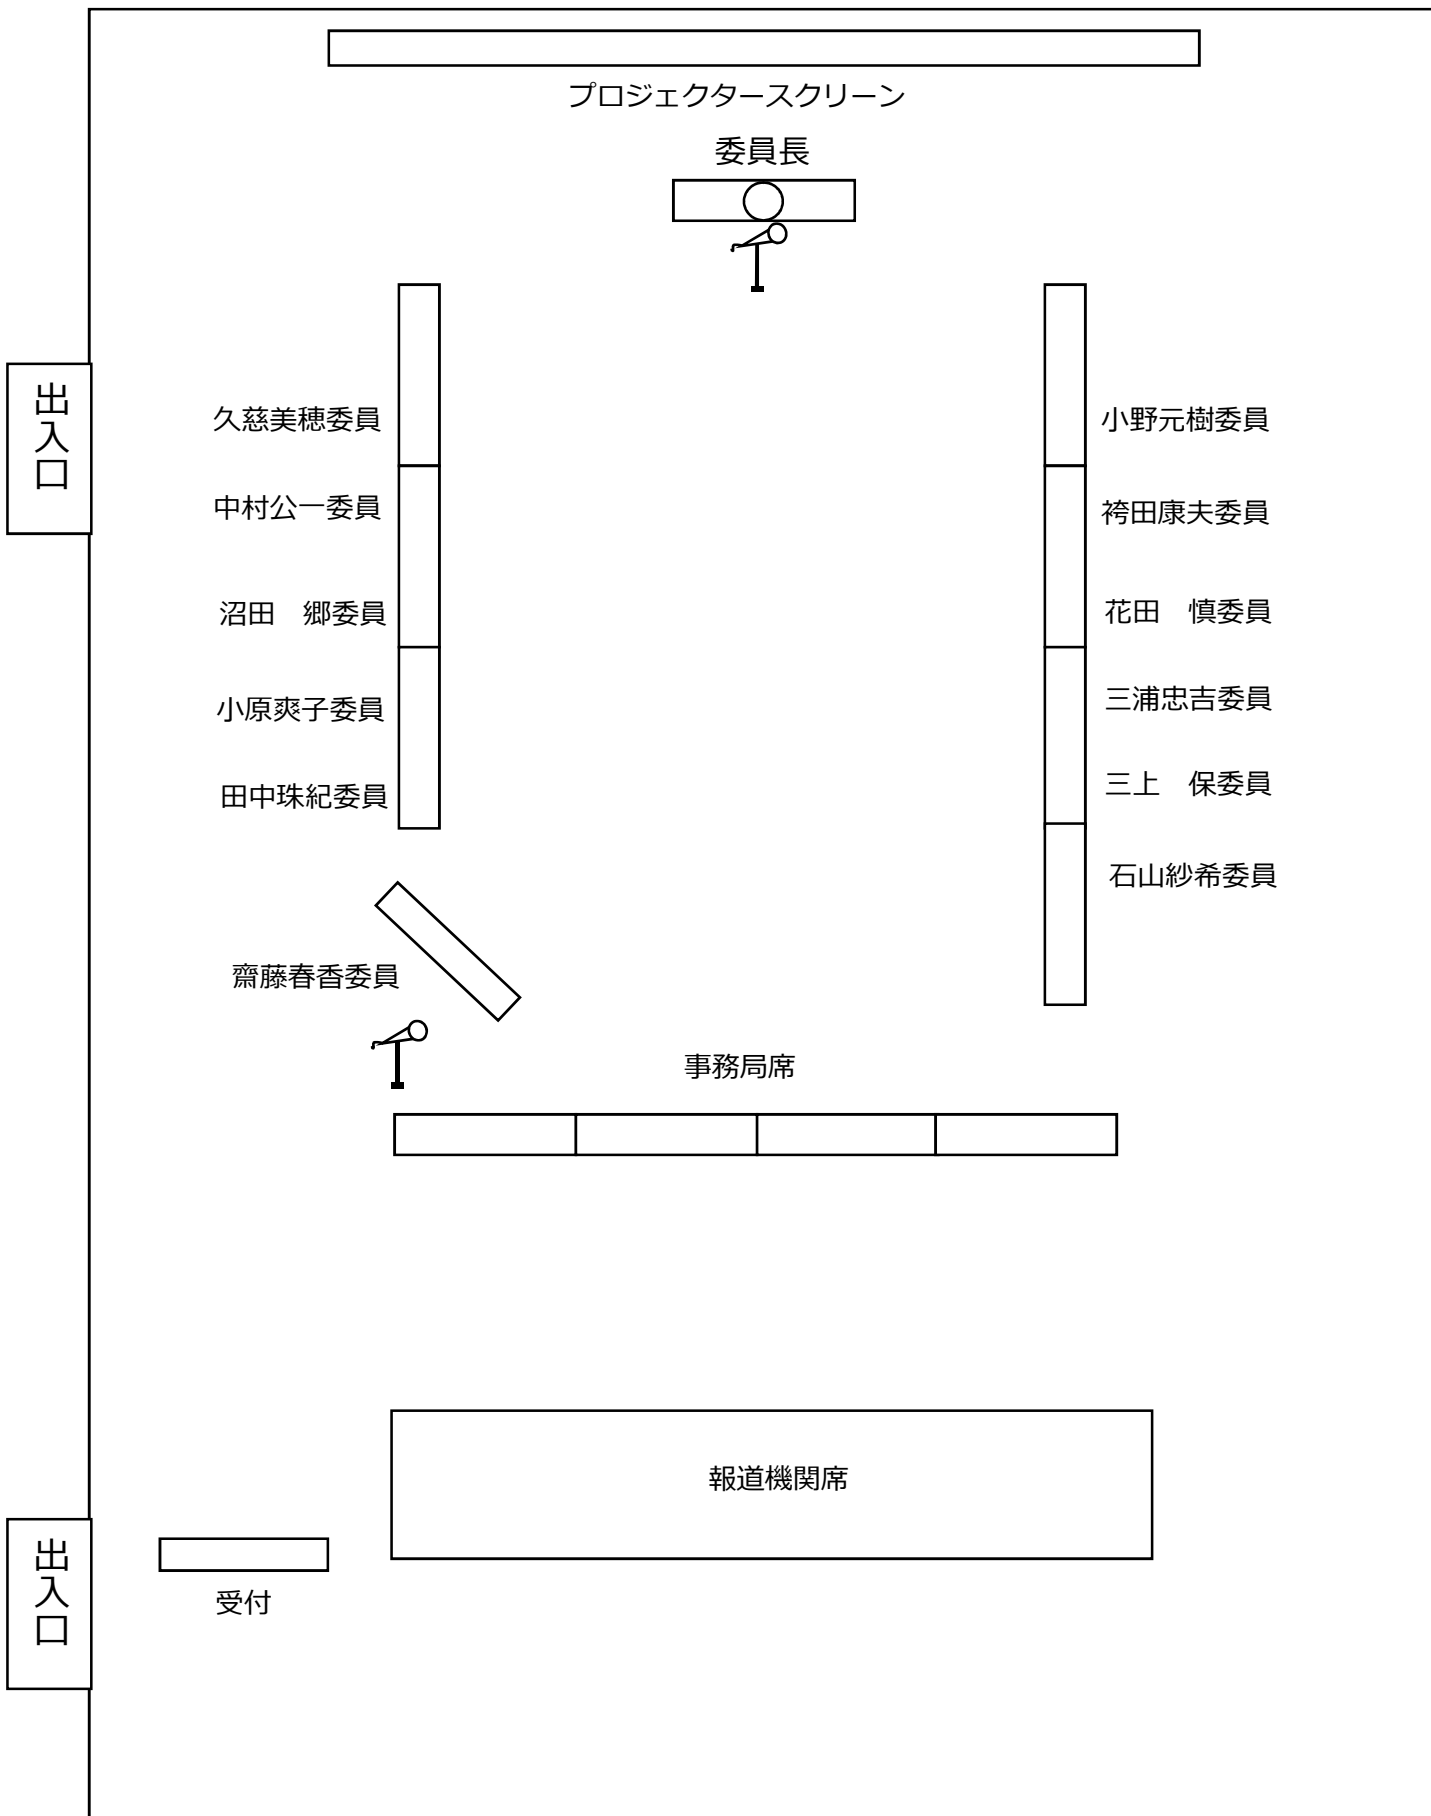 プロジェクタースクリーン
委員長
出入口
久慈美穂委員
小野元樹委員
中村公一委員
袴田康夫委員
沼田　郷委員
花田　慎委員
小原爽子委員
三浦忠吉委員
田中珠紀委員
三上　保委員
石山紗希委員
齋藤春香委員
事務局席
報道機関席
出入口
受付